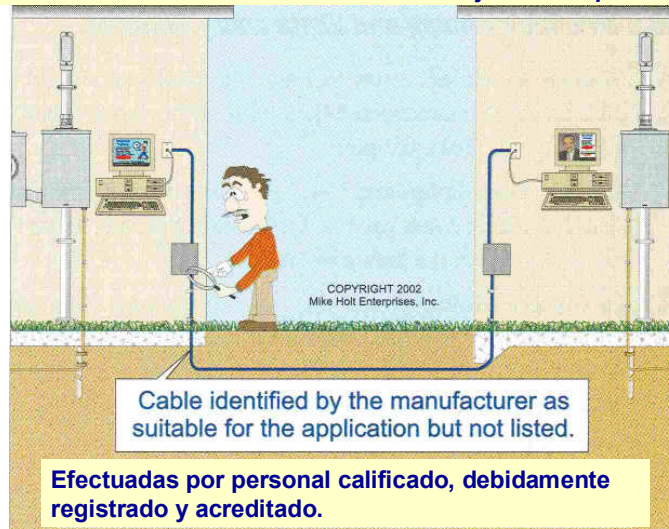 COPYRIGHT 2002
Mike Holt Enterprises, Inc.
Cable identified by the manufacturer as
suitable for the application but not listed.
Efectuadas por personal calificado, debidamente
registrado y acreditado.